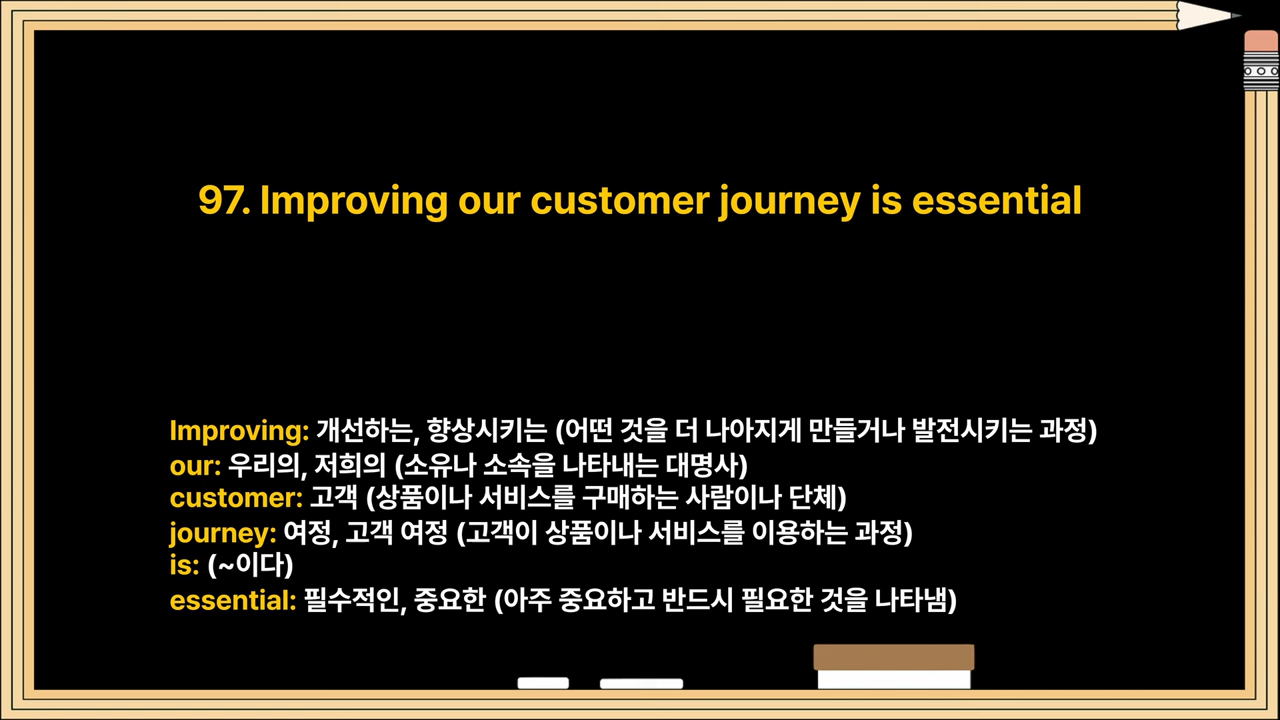 97. Improving our customer journey is essential
Improving: 개선하는, 향상시키는 (어떤 것을 더 나아지게 만들거나 발전시키는 과정)
our: 우리의, 저희의 (소유나 소속을 나타내는 대명사)
customer: 고객 (상품이나 서비스를 구매하는 사람이나 단체)
journey: 여정, 고객 여정 (고객이 상품이나 서비스를 이용하는 과정)
is: (~이다)
essential: 필수적인, 중요한 (아주 중요하고 반드시 필요한 것을 나타냄)